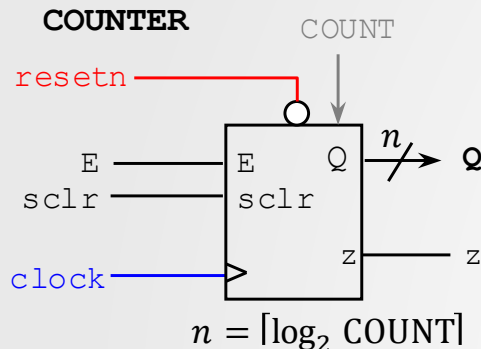 COUNTER
COUNT
resetn
n
E E Q Q
sclr sclr
z z
clock
n = ⌈log₂ COUNT⌉